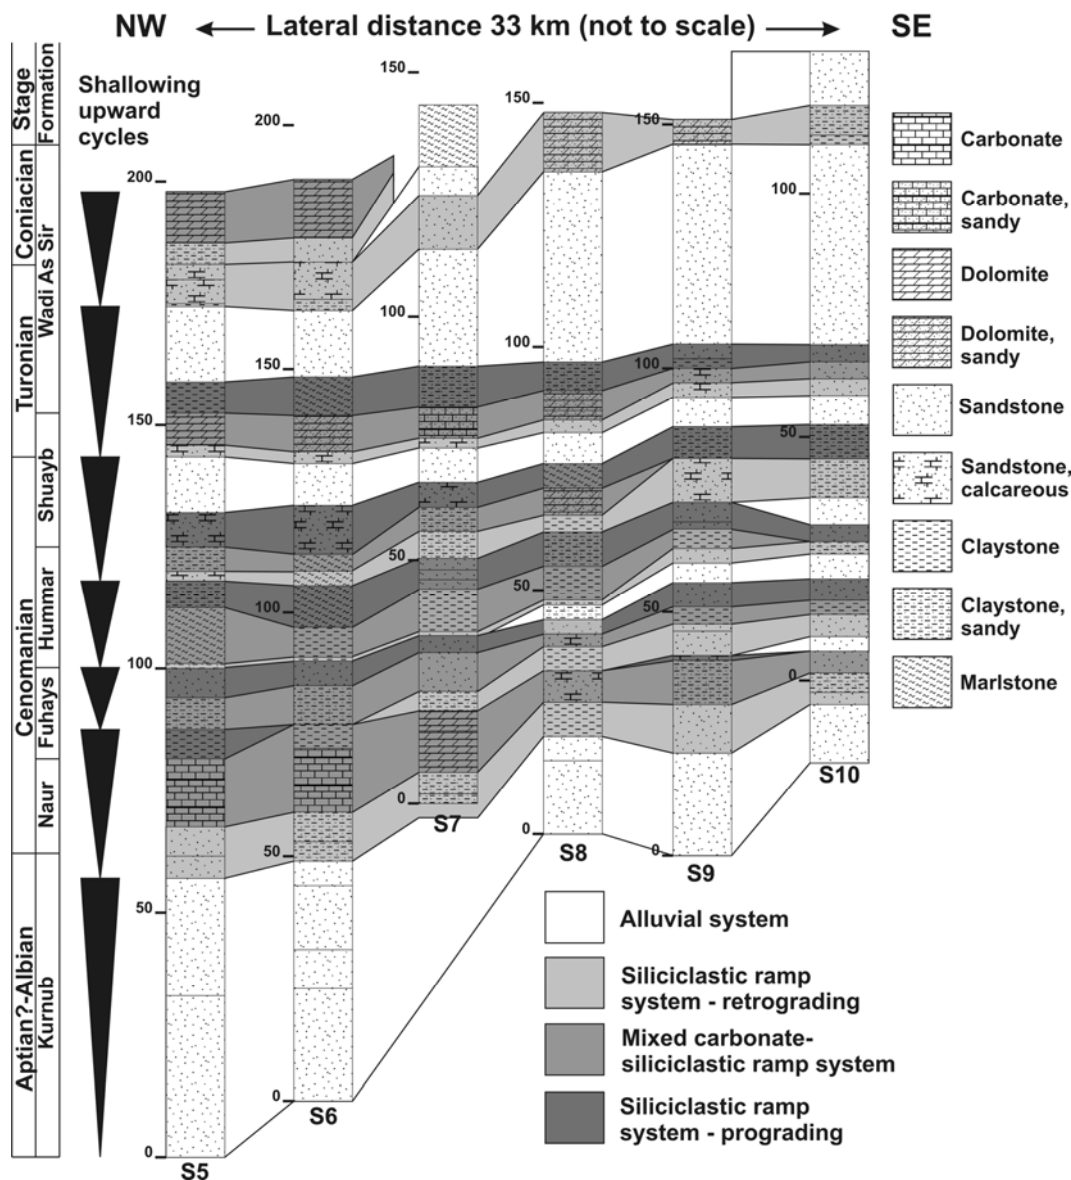 NW
Lateral distance 33 km (not to scale)
SE
Stage
Formation
Shallowing
upward
cycles
Coniacian
Turonian
Cenomanian
Aptian?-Albian
Wadi As Sir
Shuayb
Hummar
Fuhays
Naur
Kurnub
200
150
100
50
0
S5
200
150
100
50
0
S6
150
100
50
0
S7
150
100
50
0
S8
150
100
50
0
S9
100
50
0
S10
Carbonate
Carbonate,
sandy
Dolomite
Dolomite,
sandy
Sandstone
Sandstone,
calcareous
Claystone
Claystone,
sandy
Marlstone
Alluvial system
Siliciclastic ramp
system - retrograding
Mixed carbonate-
siliciclastic ramp system
Siliciclastic ramp
system - prograding